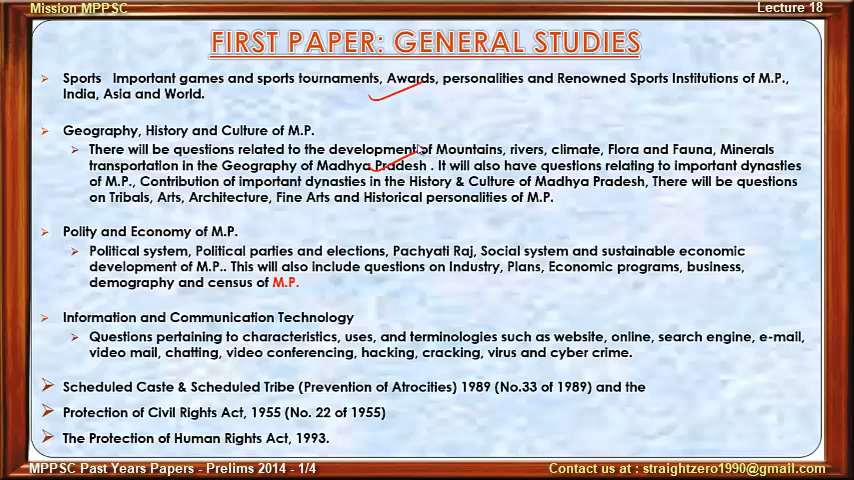 Mission MPPSC
Lecture 18
FIRST PAPER: GENERAL STUDIES
Sports Important games and sports tournaments, Awards, personalities and Renowned Sports Institutions of M.P.,
India, Asia and World.
Geography, History and Culture of M.P.
There will be questions related to the development of Mountains, rivers, climate, Flora and Fauna, Minerals
transportation in the Geography of Madhya Pradesh . It will also have questions relating to important dynasties
of M.P., Contribution of important dynasties in the History & Culture of Madhya Pradesh, There will be questions
on Tribals, Arts, Architecture, Fine Arts and Historical personalities of M.P.
Polity and Economy of M.P.
Political system, Political parties and elections, Pachyati Raj, Social system and sustainable economic
development of M.P.. This will also include questions on Industry, Plans, Economic programs, business,
demography and census of M.P.
Information and Communication Technology
Questions pertaining to characteristics, uses, and terminologies such as website, online, search engine, e-mail,
video mail, chatting, video conferencing, hacking, cracking, virus and cyber crime.
Scheduled Caste & Scheduled Tribe (Prevention of Atrocities) 1989 (No.33 of 1989) and the
Protection of Civil Rights Act, 1955 (No. 22 of 1955)
The Protection of Human Rights Act, 1993.
MPPSC Past Years Papers - Prelims 2014 - 1/4
Contact us at : straightzero1990@gmail.com